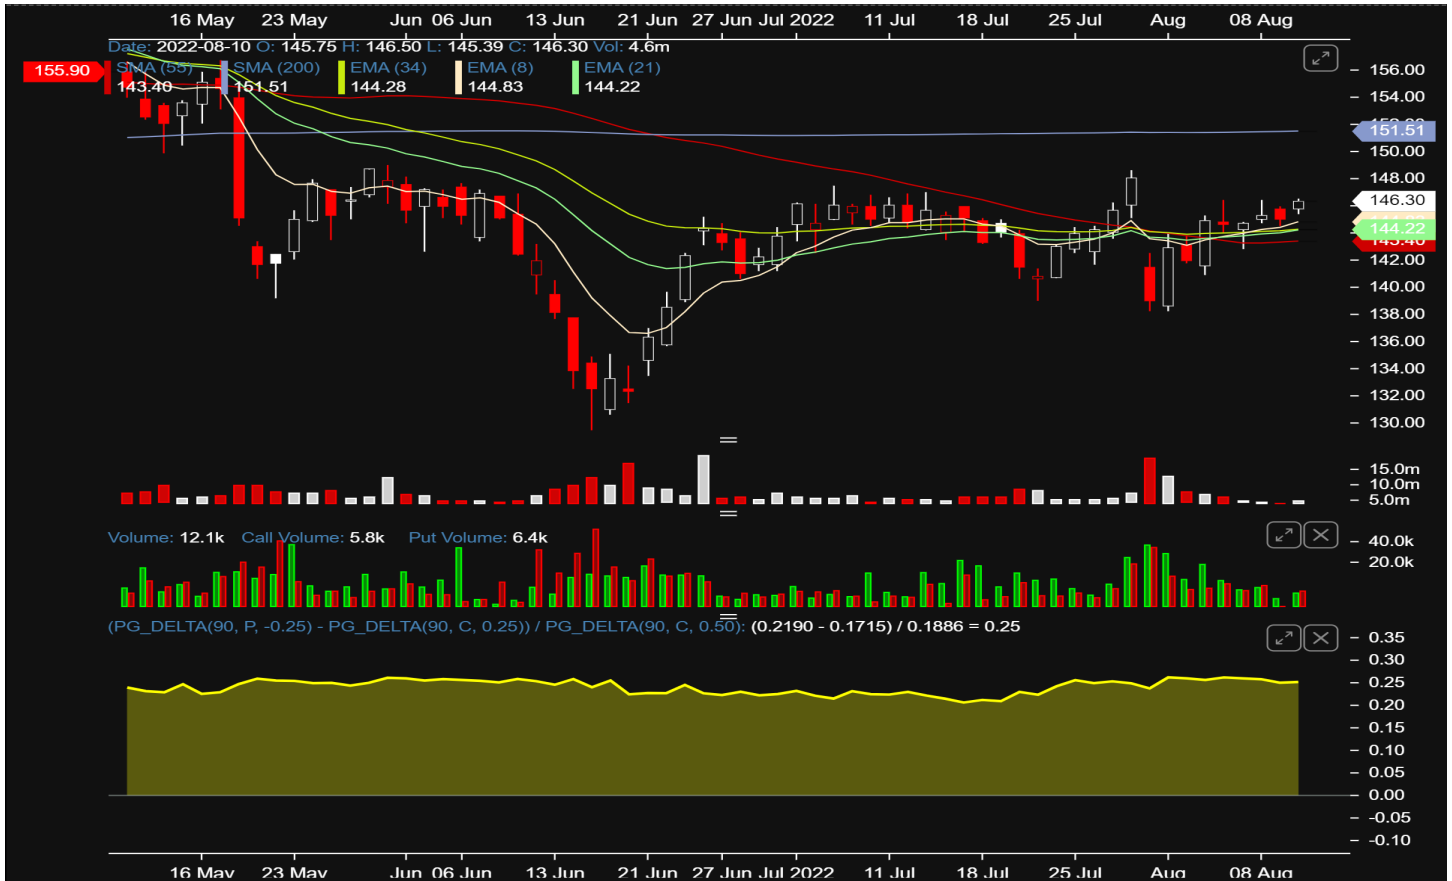 16 May 23 May Jun 06 Jun 13 Jun 21 Jun 27 Jun Jul 2022 11 Jul 18 Jul 25 Jul Aug 08 Aug
Date: 2022-08-10 O: 145.75 H: 146.50 L: 145.39 C: 146.30 Vol: 4.6m
SMA (55) SMA (200) EMA (34) EMA (8) EMA (21)
143.40 151.51 144.28 144.83 144.22
155.90
156.00
154.00
152.00
151.51
150.00
148.00
146.30
144.83
144.22
143.40
142.00
140.00
138.00
136.00
134.00
132.00
130.00
15.0m
10.0m
5.0m
Volume: 12.1k Call Volume: 5.8k Put Volume: 6.4k
40.0k
20.0k
(PG_DELTA(90, P, -0.25) - PG_DELTA(90, C, 0.25)) / PG_DELTA(90, C, 0.50): (0.2190 - 0.1715) / 0.1886 = 0.25
0.35
0.30
0.25
0.20
0.15
0.10
0.05
0.00
-0.05
-0.10
16 May 23 May Jun 06 Jun 13 Jun 21 Jun 27 Jun Jul 2022 11 Jul 18 Jul 25 Jul Aug 08 Aug